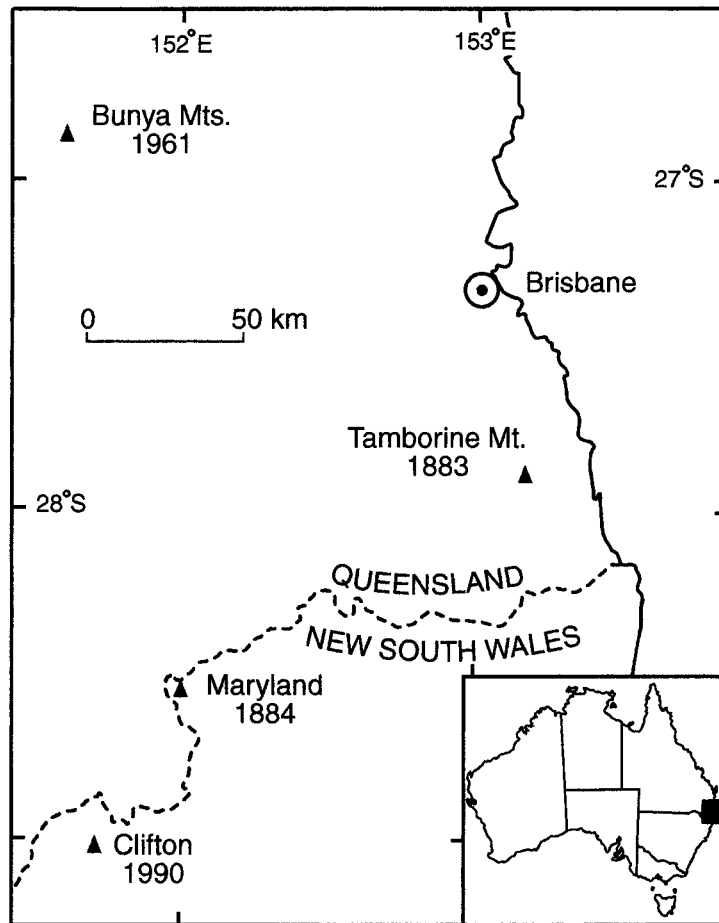 152°E
153°E
Bunya Mts.
1961
27°S
Brisbane
0 50 km
Tamborine Mt.
1883
28°S
QUEENSLAND
NEW SOUTH WALES
Maryland
1884
Clifton
1990